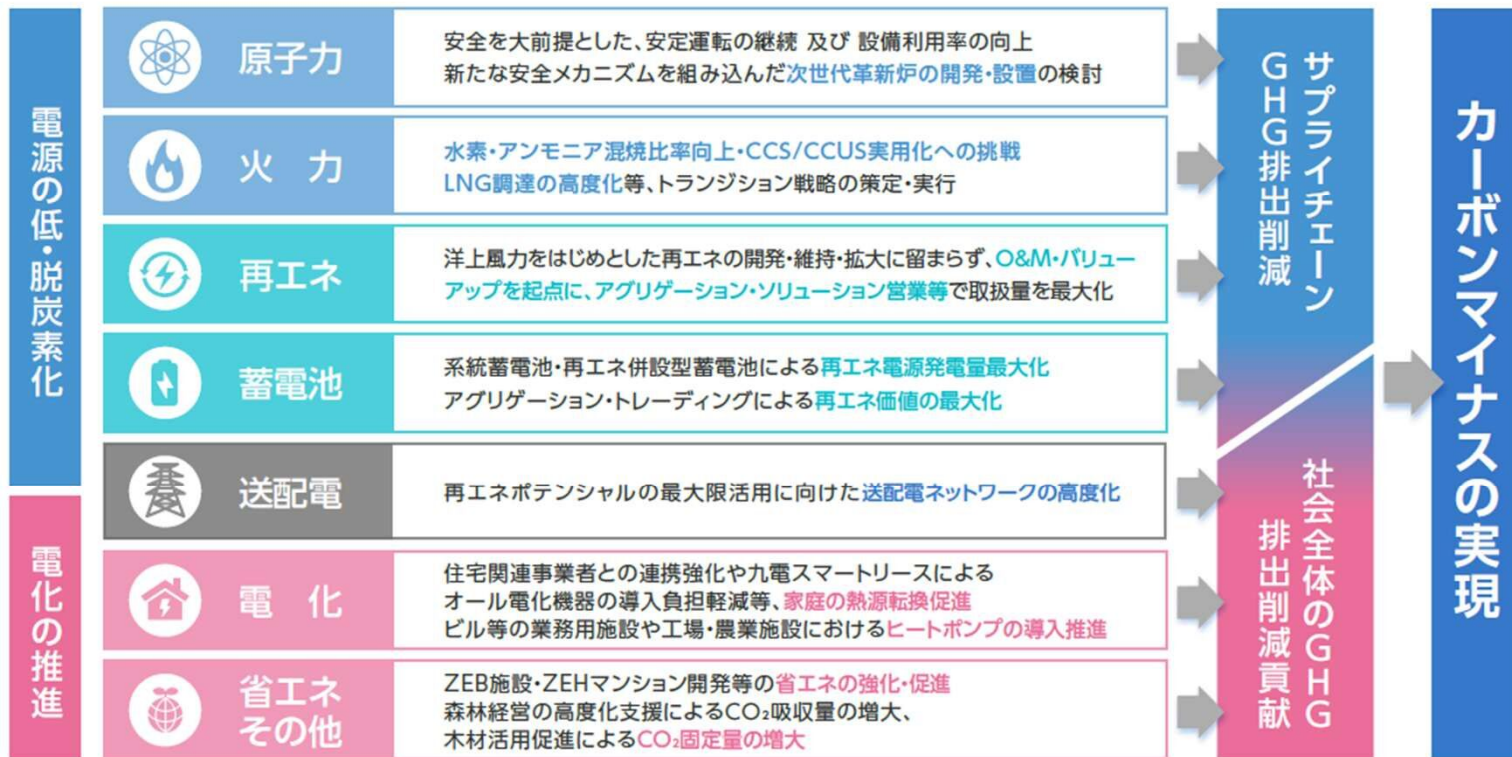 電源の低・脱炭素化
原子力
安全を大前提とした、安定運転の継続 及び 設備利用率の向上
新たな安全メカニズムを組み込んだ次世代革新炉の開発・設置の検討
火 力
水素・アンモニア混焼比率向上・CCS/CCUS実用化への挑戦
LNG調達の高度化等、トランジション戦略の策定・実行
再エネ
洋上風力をはじめとした再エネの開発・維持・拡大に留まらず、O&M・バリュー
アップを起点に、アグリゲーション・ソリューション営業等で取扱量を最大化
蓄電池
系統蓄電池・再エネ併設型蓄電池による再エネ電源発電量最大化
アグリゲーション・トレーディングによる再エネ価値の最大化
送配電
再エネポテンシャルの最大限活用に向けた送配電ネットワークの高度化
電化の推進
電 化
住宅関連事業者との連携強化や九電スマートリースによる
オール電化機器の導入負担軽減等、家庭の熱源転換促進
ビル等の業務用施設や工場・農業施設におけるヒートポンプの導入推進
省エネ
その他
ZEB施設・ZEHマンション開発等の省エネの強化・促進
森林経営の高度化支援によるCO₂吸収量の増大、
木材活用促進によるCO₂固定量の増大
サプライチェーン
GHG排出削減
社会全体のGHG
排出削減貢献
カーボンマイナスの実現